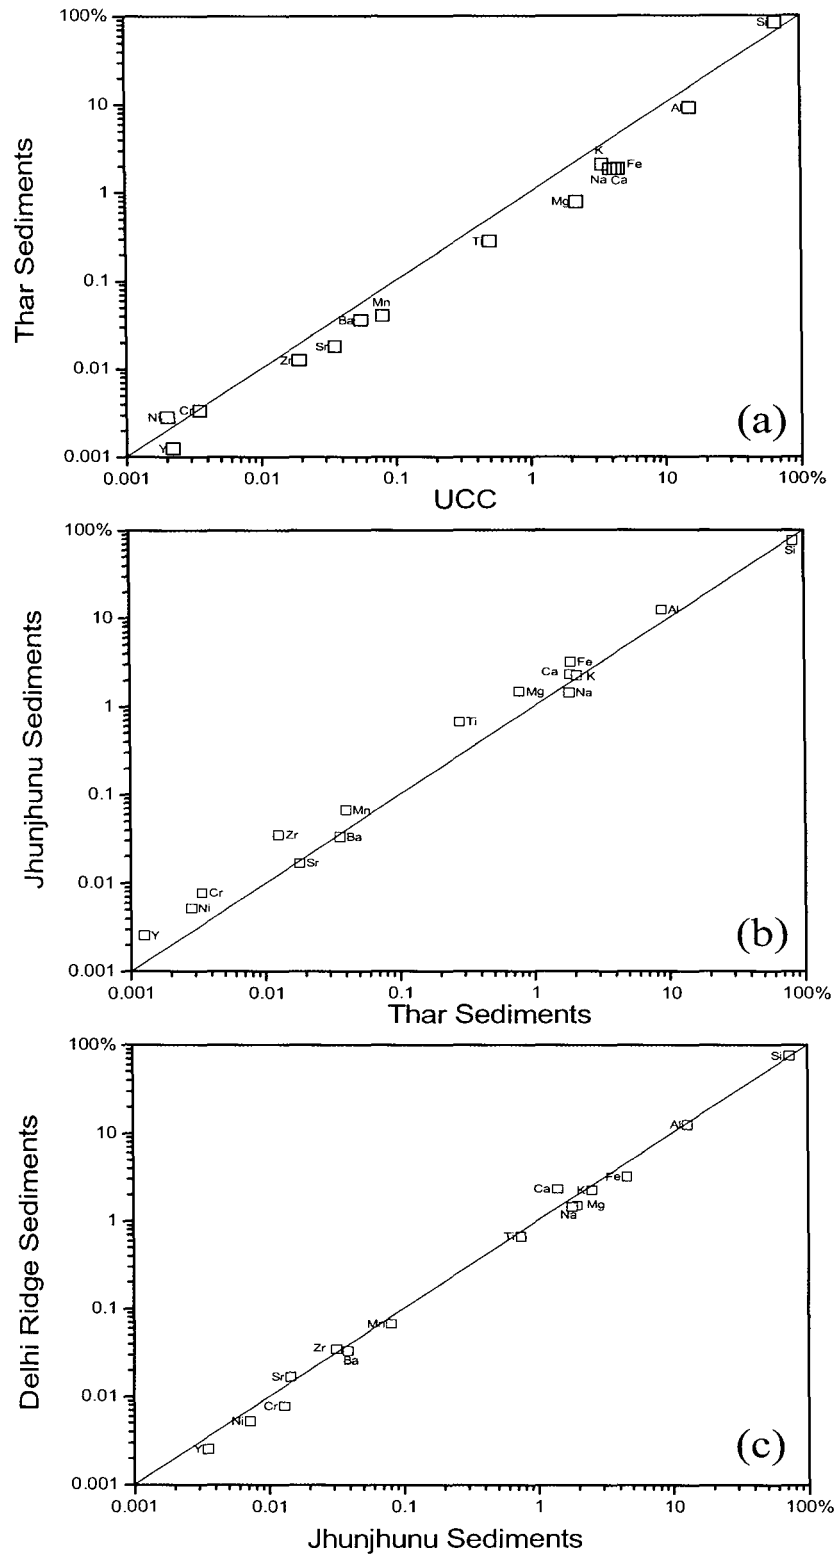 100%
Si
10
Al
K
Fe
Na Ca
1
Mg
Ti
0.1
Mn
Ba
Sr
Zr
0.01
Ni
Cr
Y
0.001
(a)
0.001 0.01 0.1 1 10 100%
UCC
Thar Sediments
100%
Si
10
Al
Fe
Ca
K
Mg
Na
1
Ti
0.1
Mn
Zr
Ba
Sr
0.01
Cr
Ni
Y
0.001
(b)
0.001 0.01 0.1 1 10 100%
Thar Sediments
Jhunjhunu Sediments
100%
Si
10
Al
Fe
Ca
K
Mg
Na
1
Ti
0.1
Mn
Zr
Ba
Sr
0.01
Cr
Ni
Y
0.001
(c)
0.001 0.01 0.1 1 10 100%
Jhunjhunu Sediments
Delhi Ridge Sediments